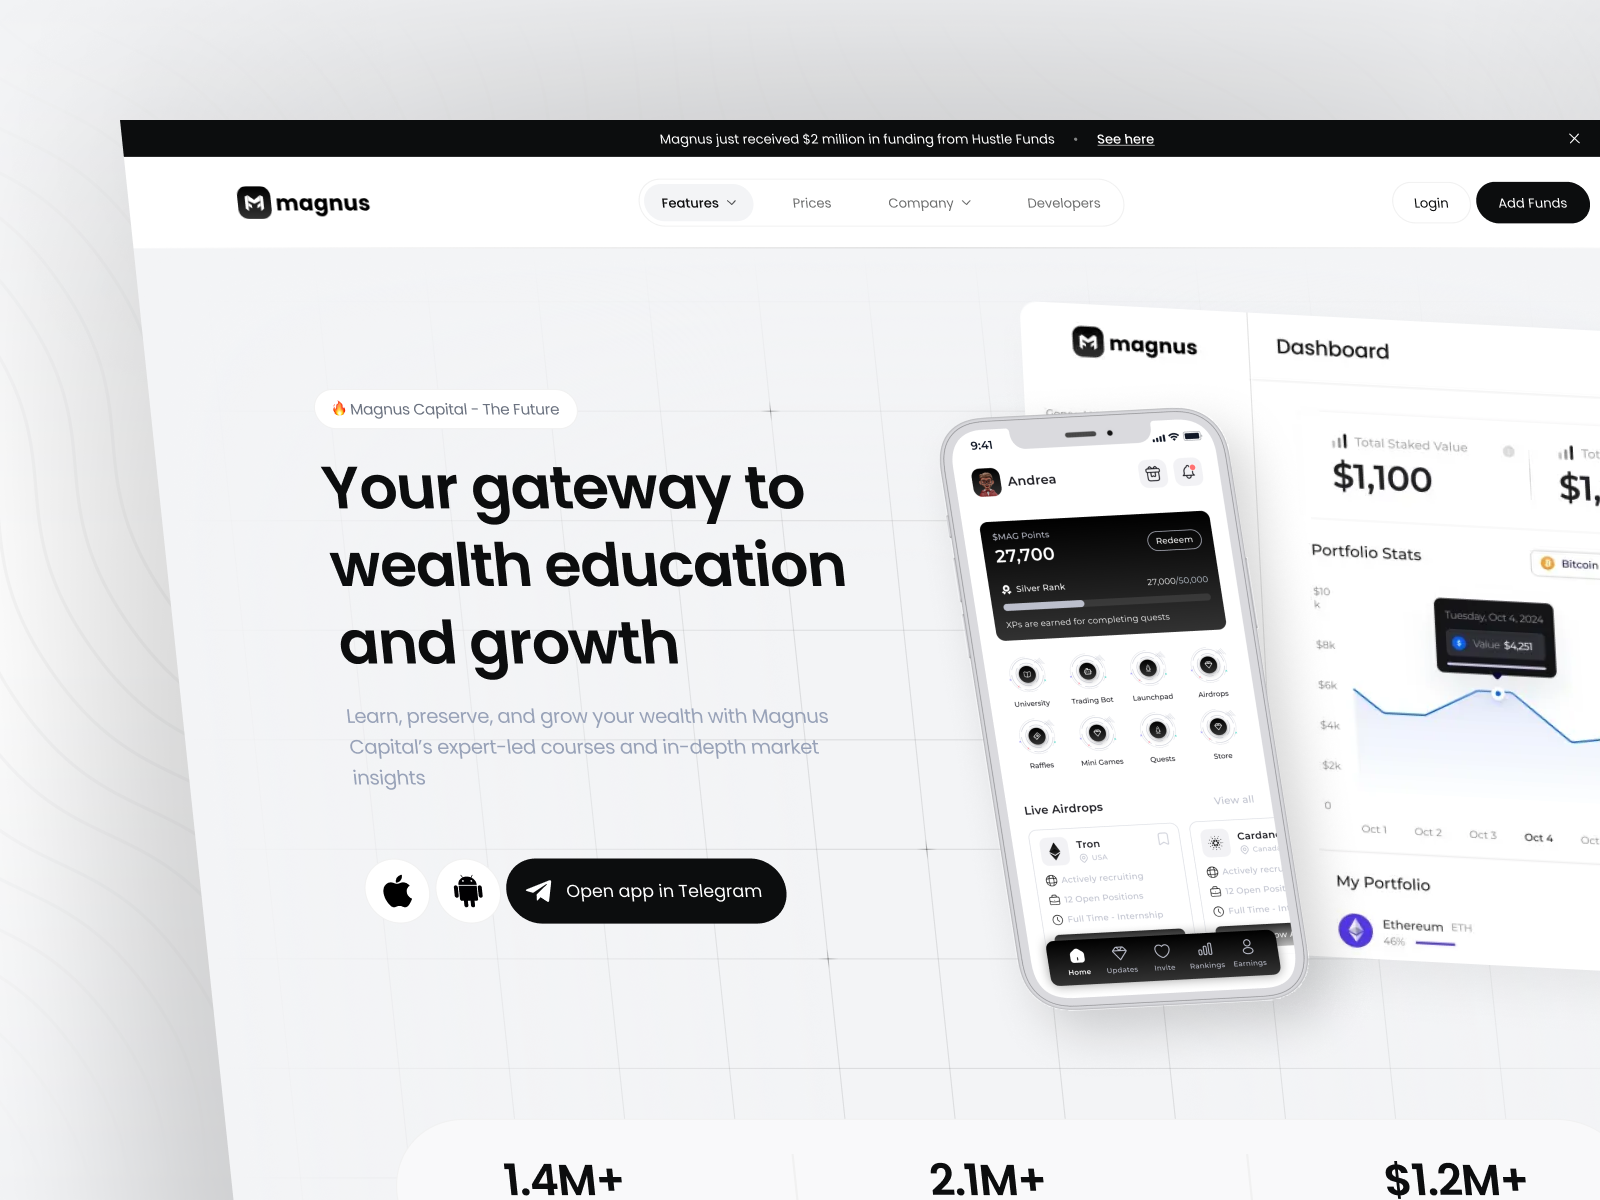 Magnus just received $2 million in funding from Hustle Funds • See here
magnus
Features
Prices
Company
Developers
Login
Add Funds
🔥 Magnus Capital - The Future
Your gateway to
wealth education
and growth
Learn, preserve, and grow your wealth with Magnus
Capital's expert-led courses and in-depth market
insights
Open app in Telegram
9:41
Andrea
$MAG Points
27,700
Redeem
Silver Rank
27,000/50,000
XPs are earned for completing quests
University
Trading Bot
Launchpad
Airdrops
Raffles
Mini Games
Quests
Store
Live Airdrops
View all
Tron
USA
Actively recruiting
12 Open Positions
Full Time - Internship
Cardano
Canada
Actively recru
12 Open Posit
Full Time - In
Home
Updates
Invite
Rankings
Earnings
magnus
Dashboard
Total Staked Value
$1,100
Tot
$1,
Portfolio Stats
Bitcoin
$10
k
$8k
$6k
$4k
$2k
0
Tuesday, Oct 4, 2024
Value $4,251
Oct 1
Oct 2
Oct 3
Oct 4
Oct
My Portfolio
Ethereum ETH
46%
1.4M+
2.1M+
$1.2M+